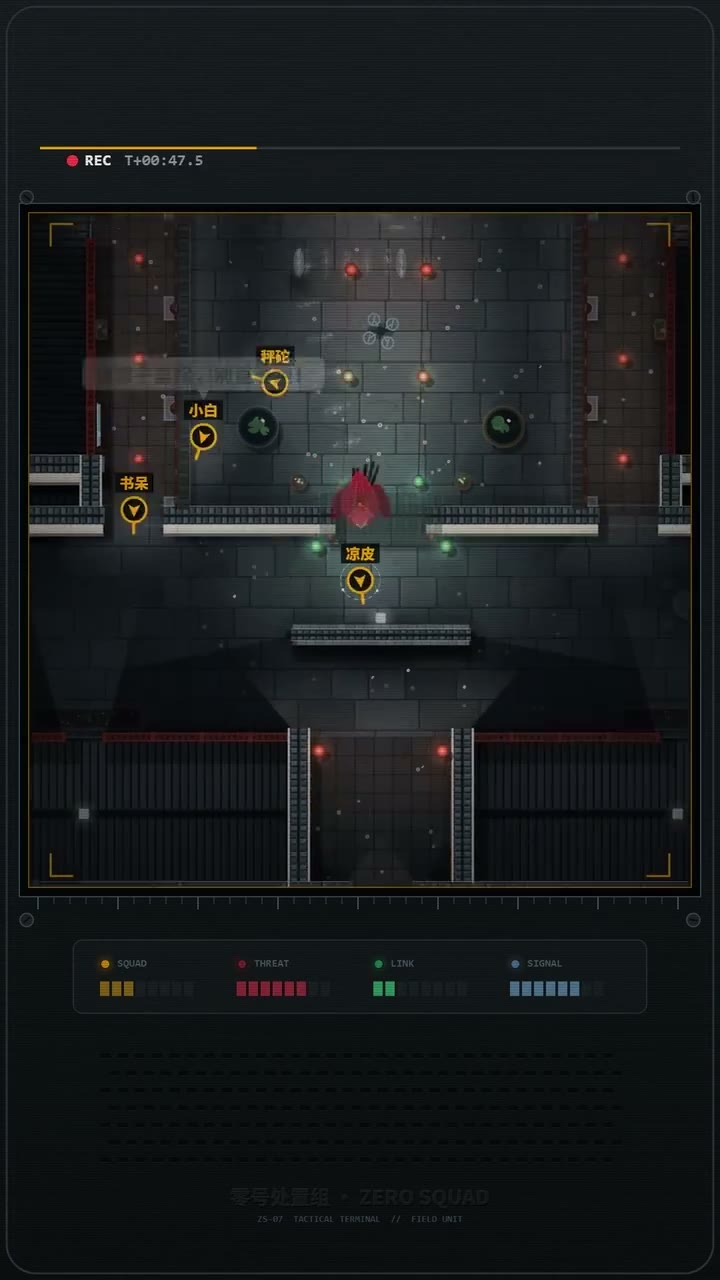 REC T+00:47.5
秤砣
小白
书呆
凉皮
SQUAD THREAT LINK SIGNAL
零号处置组 · ZERO SQUAD
ZS-07 TACTICAL TERMINAL // FIELD UNIT